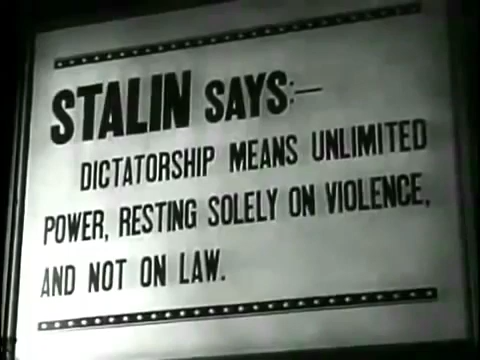 STALIN SAYS:—
DICTATORSHIP MEANS UNLIMITED
POWER, RESTING SOLELY ON VIOLENCE,
AND NOT ON LAW.